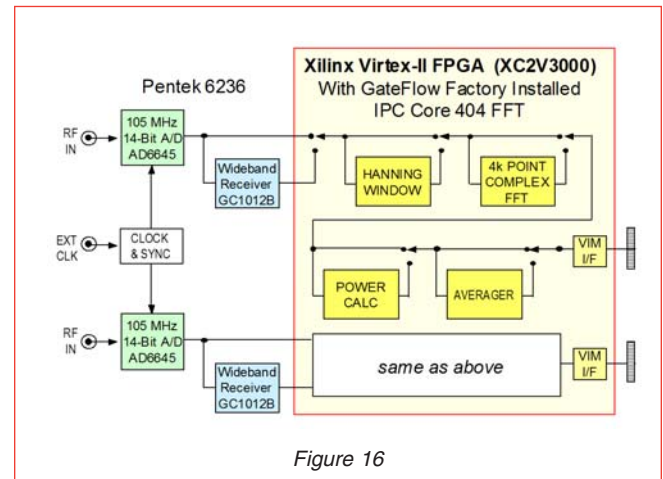 Xilinx Virtex-II FPGA (XC2V3000)
With GateFlow Factory Installed
IPC Core 404 FFT
Pentek 6236
RF
IN
105 MHz
14-Bit A/D
AD6645
Wideband
Receiver
GC1012B
HANNING
WINDOW
4k POINT
COMPLEX
FFT
EXT
CLK
CLOCK
& SYNC
POWER
CALC
AVERAGER
VIM
I/F
RF
IN
105 MHz
14-Bit A/D
AD6645
Wideband
Receiver
GC1012B
same as above
VIM
I/F
Figure 16